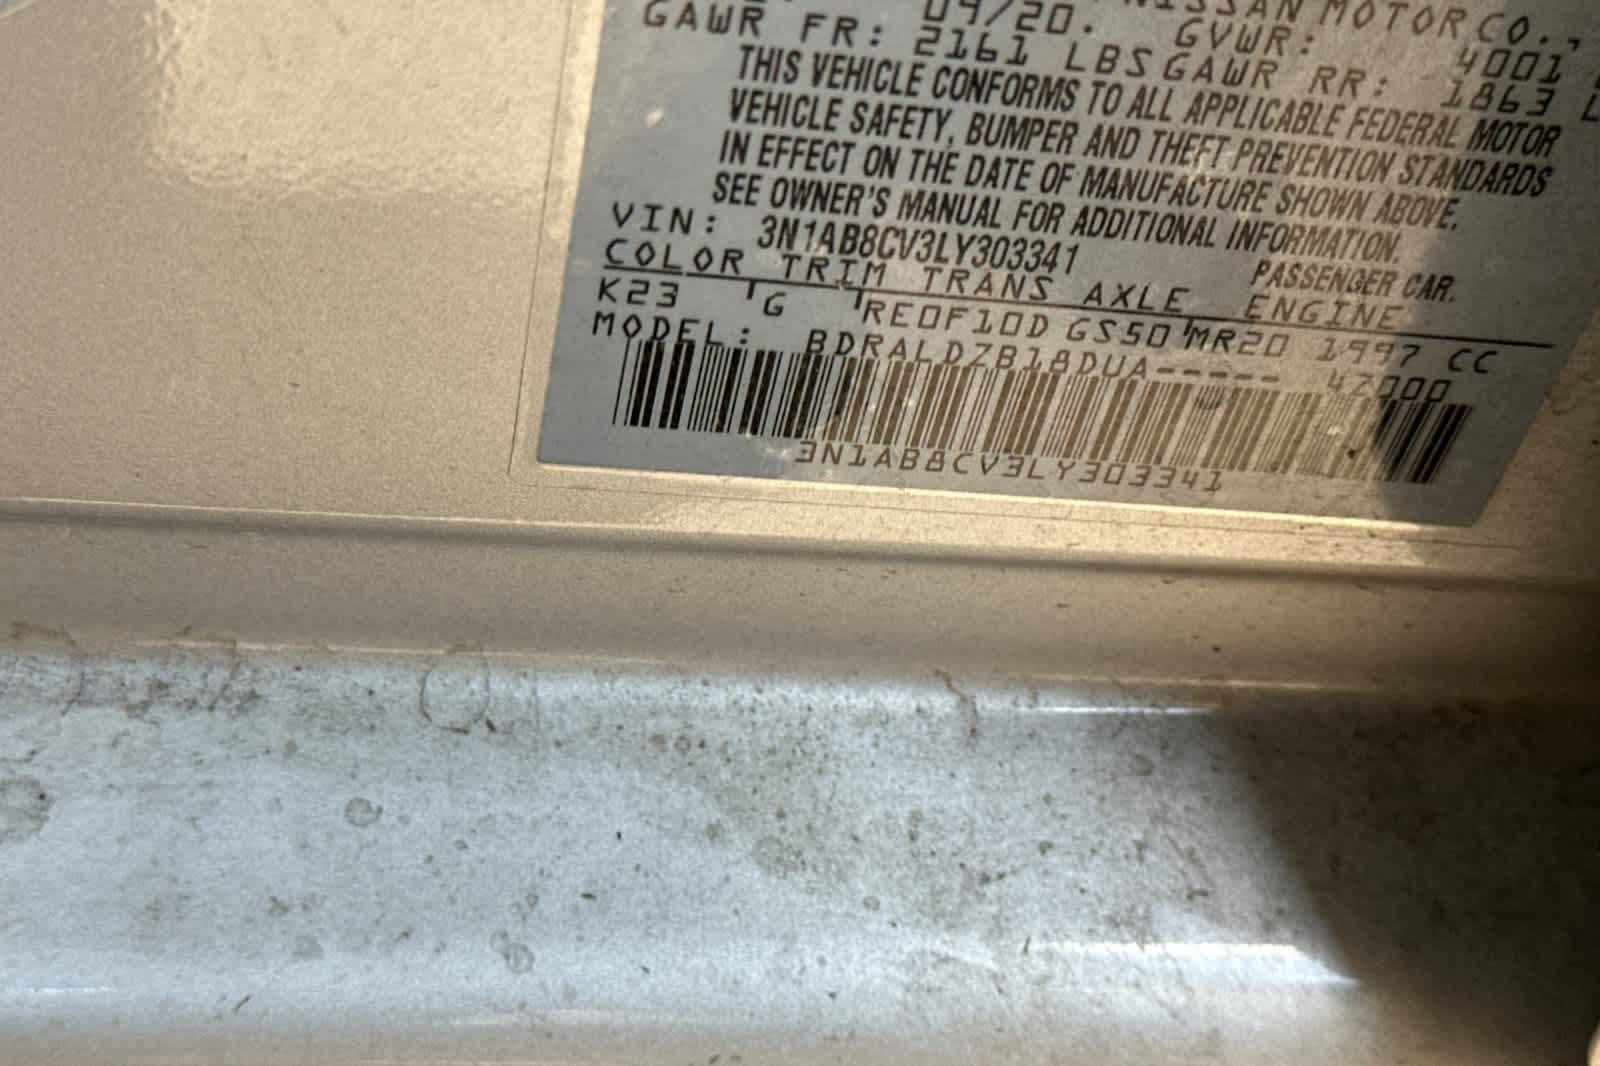 09/20. NISSAN MOTOR CO.,
GAWR FR: 2161 LBS GVWR: 4001
GAWR RR: 1863 L
THIS VEHICLE CONFORMS TO ALL APPLICABLE FEDERAL MOTOR
VEHICLE SAFETY, BUMPER AND THEFT PREVENTION STANDARDS
IN EFFECT ON THE DATE OF MANUFACTURE SHOWN ABOVE.
SEE OWNER'S MANUAL FOR ADDITIONAL INFORMATION.
VIN: 3N1AB8CV3LY303341 PASSENGER CAR.
COLOR TRIM TRANS AXLE ENGINE
K23 G RE0F10D GS50 MR20 1997 CC
MODEL: BDRALDZB18DUA----- 4Z000
3N1AB8CV3LY303341